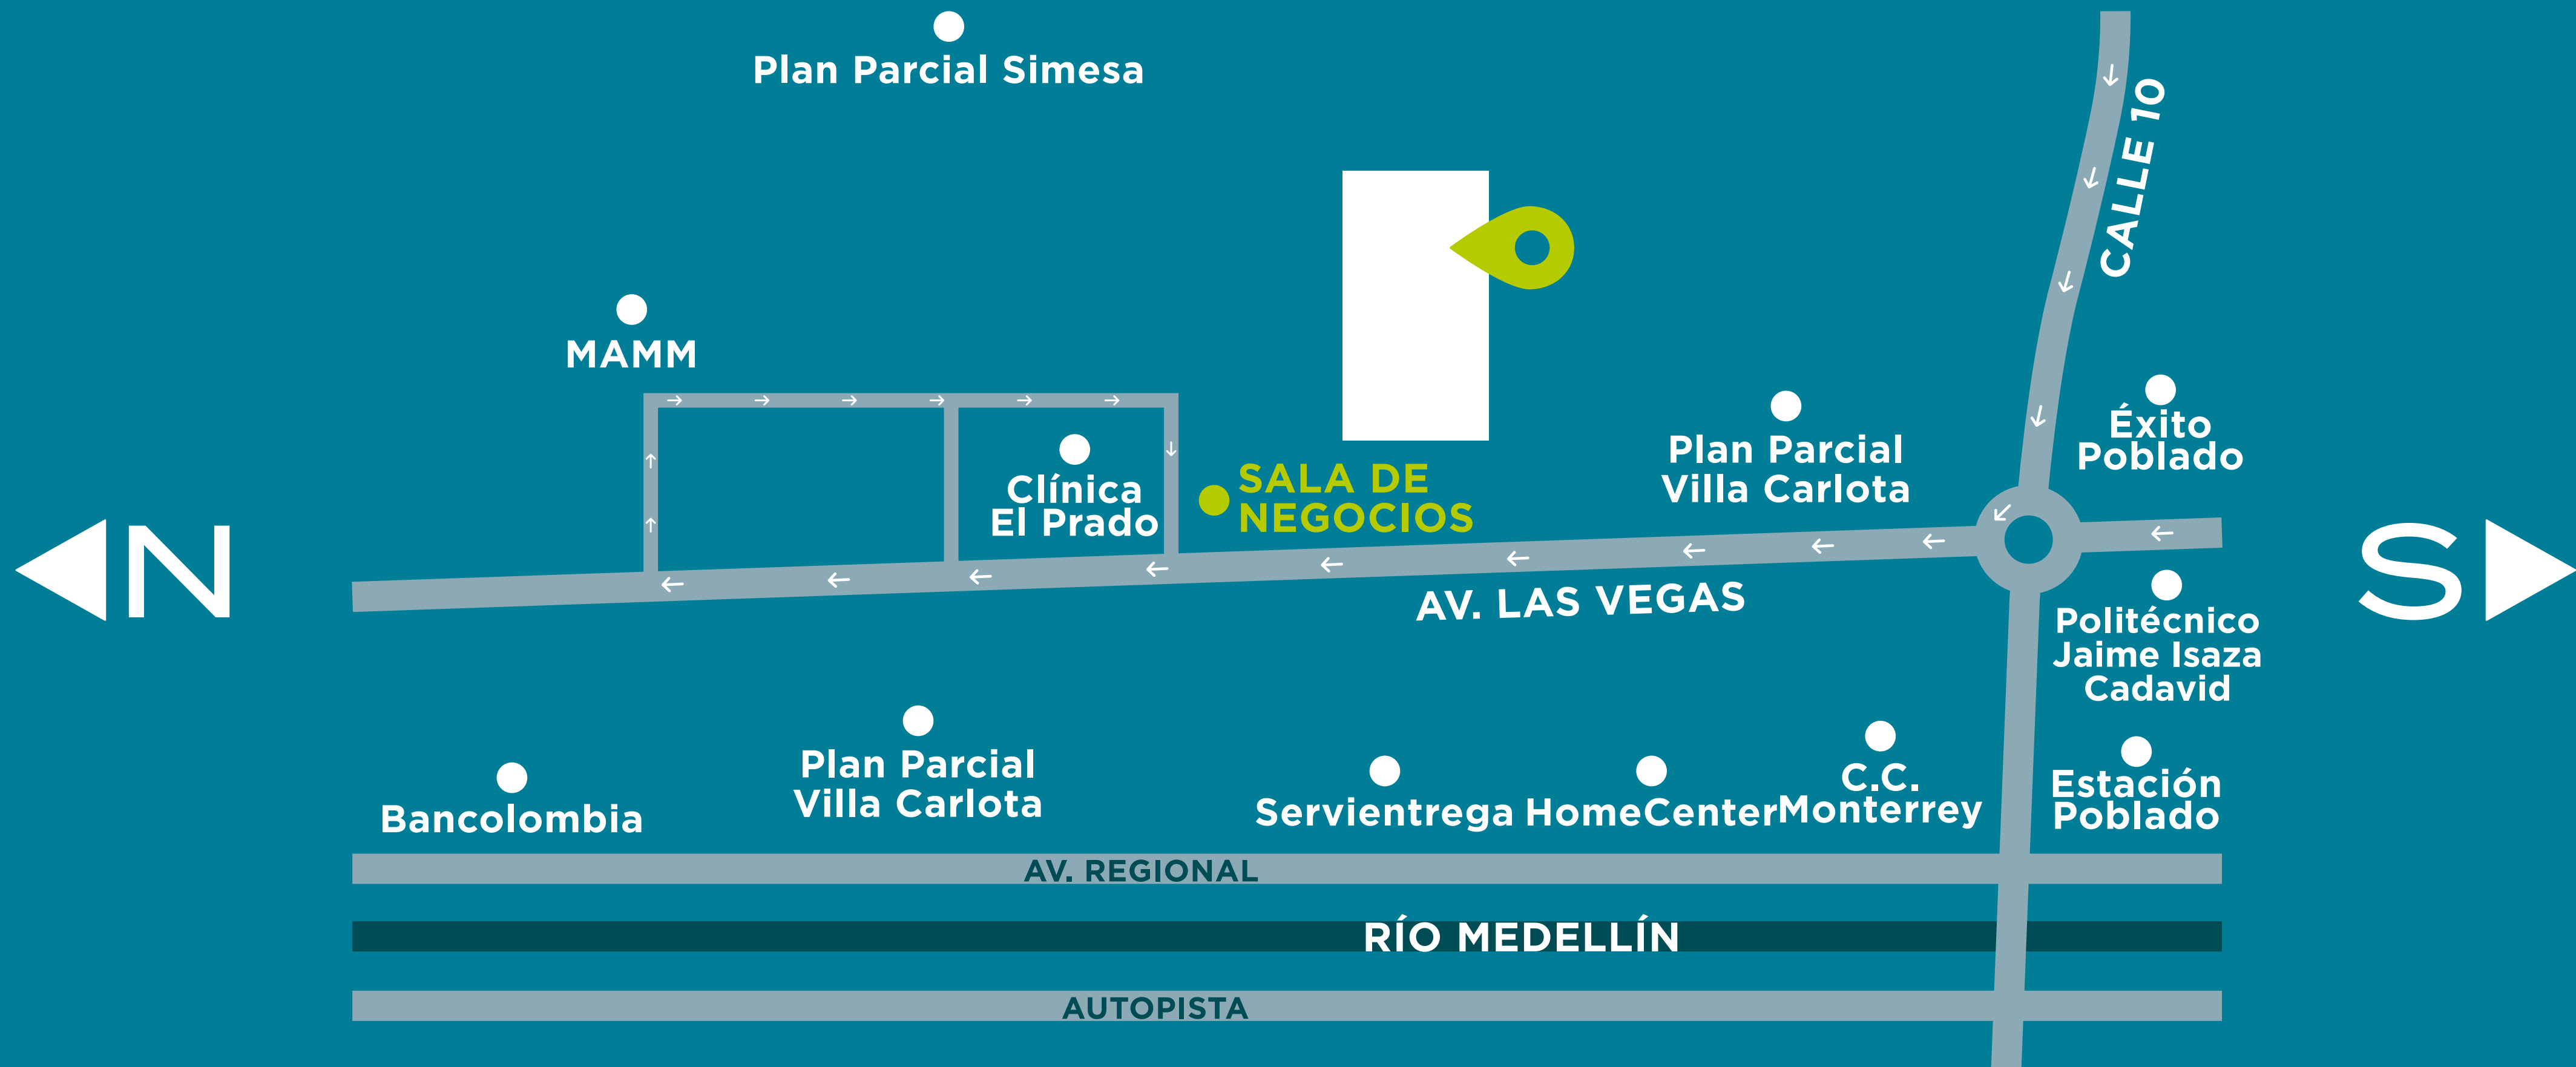 Plan Parcial Simesa
CALLE 10
MAMM
Éxito
Poblado
Plan Parcial
Villa Carlota
Clínica
El Prado
SALA DE
NEGOCIOS
N
S
AV. LAS VEGAS
Politécnico
Jaime Isaza
Cadavid
Bancolombia
Plan Parcial
Villa Carlota
Servientrega
HomeCenter
C.C.
Monterrey
Estación
Poblado
AV. REGIONAL
RÍO MEDELLÍN
AUTOPISTA